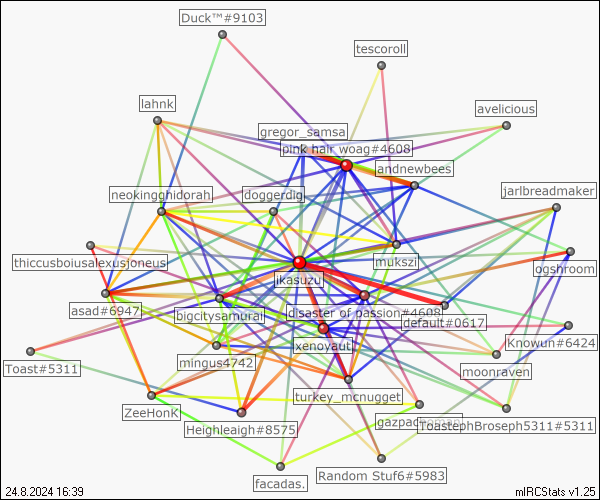 Duck™#9103
tescoroll
lahnk
avelicious
gregor_samsa
pink hair woag#4608
andnewbees
neokingghidorah
doggerdig
jarlbreadmaker
thiccusboiusalexusjoneus
mukszi
ikasuzu
ogshroom
asad#6947
bigcitysamurai
disaster of passion#4608
default#0617
xenoyaut
Knowun#6424
mingus4742
Toast#5311
moonraven
turkey_mcnugget
ZeeHonK
ToastephBroseph5311#5311
Heighleigh#8575
facadas.
Random Stuf6#5983
24.8.2024 16:39
mIRCStats v1.25